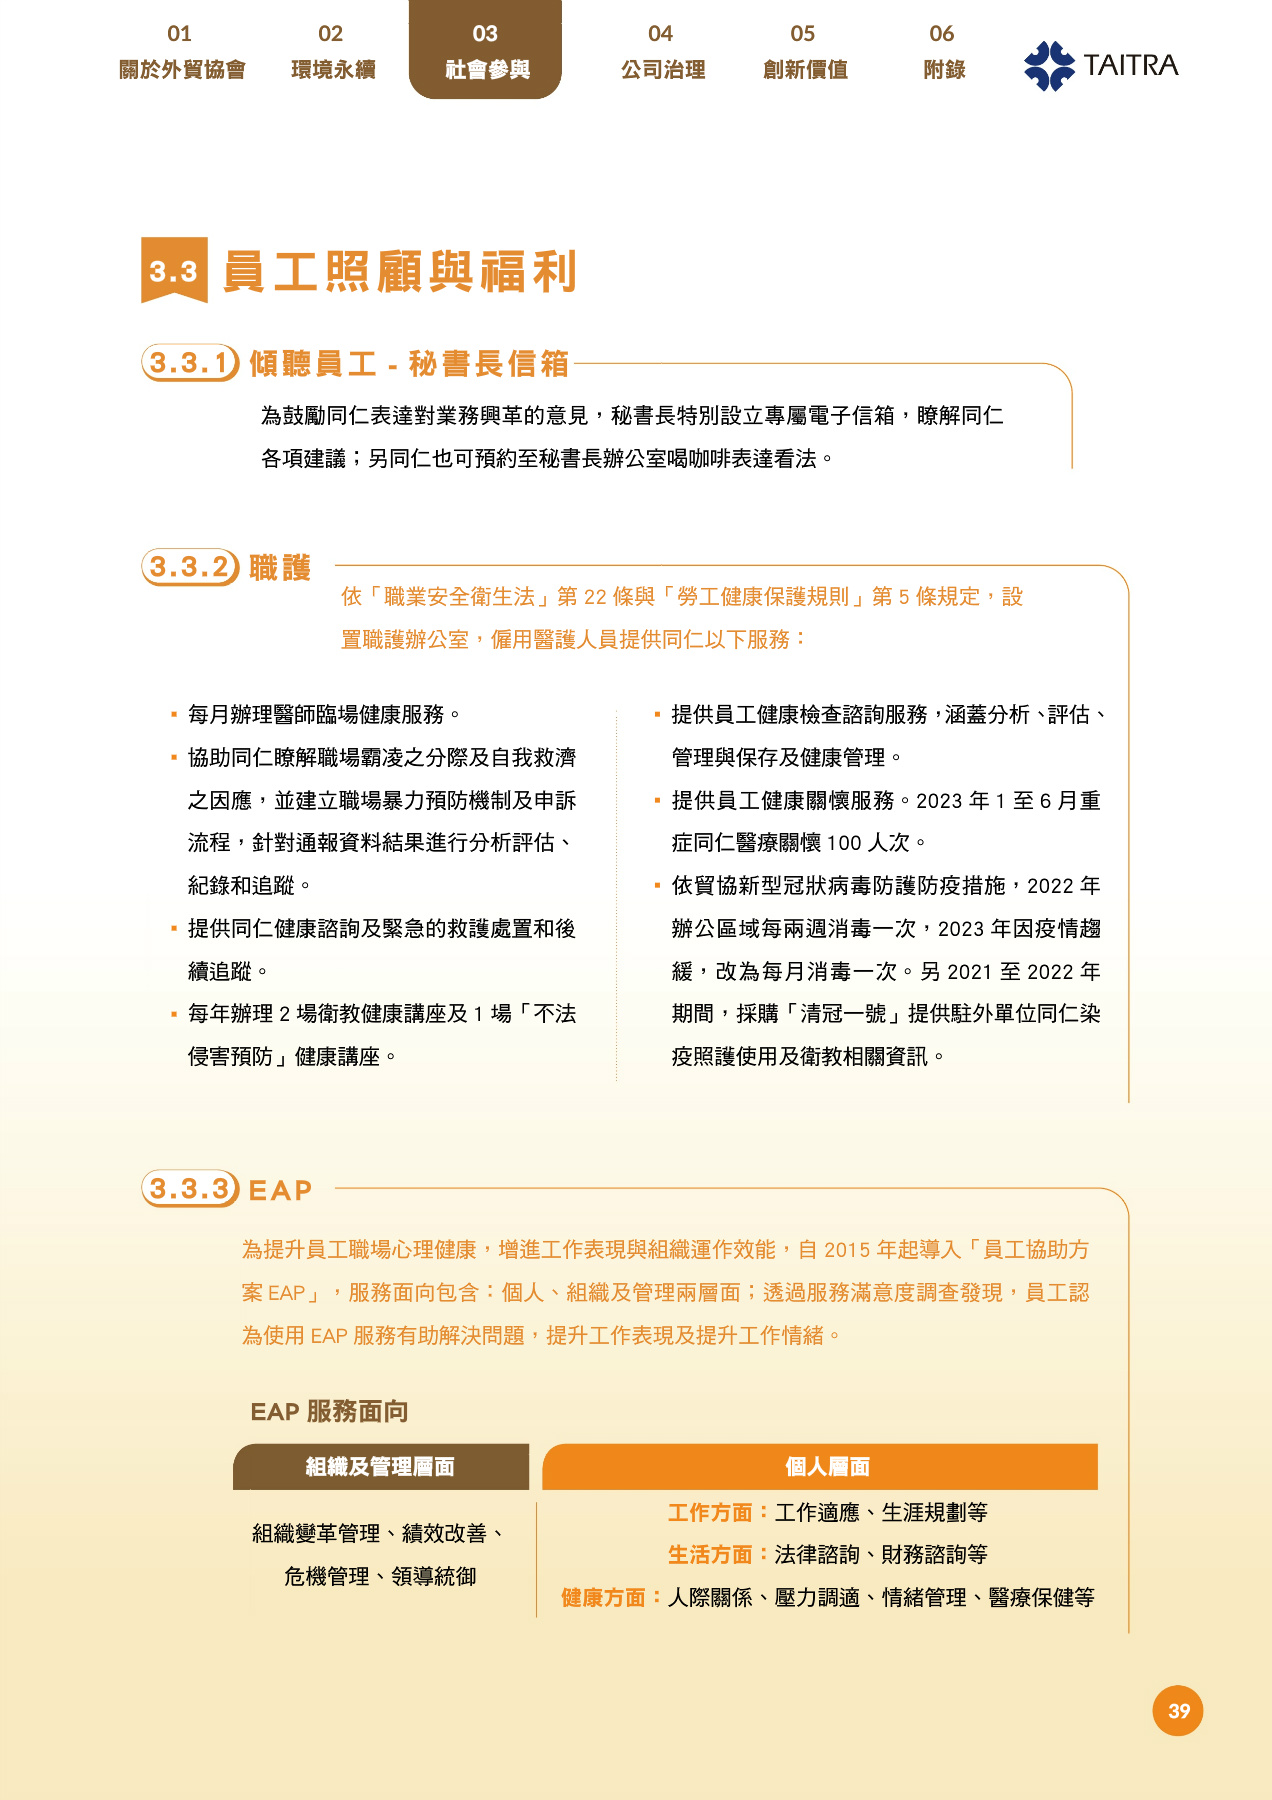 01
關於外貿協會
02
環境永續
03
社會參與
04
公司治理
05
創新價值
06
附錄
TAITRA
3.3 員工照顧與福利
3.3.1 傾聽員工 - 秘書長信箱
為鼓勵同仁表達對業務興革的意見，秘書長特別設立專屬電子信箱，瞭解同仁
各項建議；另同仁也可預約至秘書長辦公室喝咖啡表達看法。
3.3.2 職護
依「職業安全衛生法」第 22 條與「勞工健康保護規則」第 5 條規定，設
置職護辦公室，僱用醫護人員提供同仁以下服務：
▪ 每月辦理醫師臨場健康服務。
▪ 協助同仁瞭解職場霸凌之分際及自我救濟
之因應，並建立職場暴力預防機制及申訴
流程，針對通報資料結果進行分析評估、
紀錄和追蹤。
▪ 提供同仁健康諮詢及緊急的救護處置和後
續追蹤。
▪ 每年辦理 2 場衛教健康講座及 1 場「不法
侵害預防」健康講座。
▪ 提供員工健康檢查諮詢服務，涵蓋分析、評估、
管理與保存及健康管理。
▪ 提供員工健康關懷服務。2023 年 1 至 6 月重
症同仁醫療關懷 100 人次。
▪ 依貿協新型冠狀病毒防護防疫措施，2022 年
辦公區域每兩週消毒一次，2023 年因疫情趨
緩，改為每月消毒一次。另 2021 至 2022 年
期間，採購「清冠一號」提供駐外單位同仁染
疫照護使用及衛教相關資訊。
3.3.3 EAP
為提升員工職場心理健康，增進工作表現與組織運作效能，自 2015 年起導入「員工協助方
案 EAP」，服務面向包含：個人、組織及管理兩層面；透過服務滿意度調查發現，員工認
為使用 EAP 服務有助解決問題，提升工作表現及提升工作情緒。
EAP 服務面向
組織及管理層面
組織變革管理、績效改善、
危機管理、領導統御
個人層面
工作方面：工作適應、生涯規劃等
生活方面：法律諮詢、財務諮詢等
健康方面：人際關係、壓力調適、情緒管理、醫療保健等
39